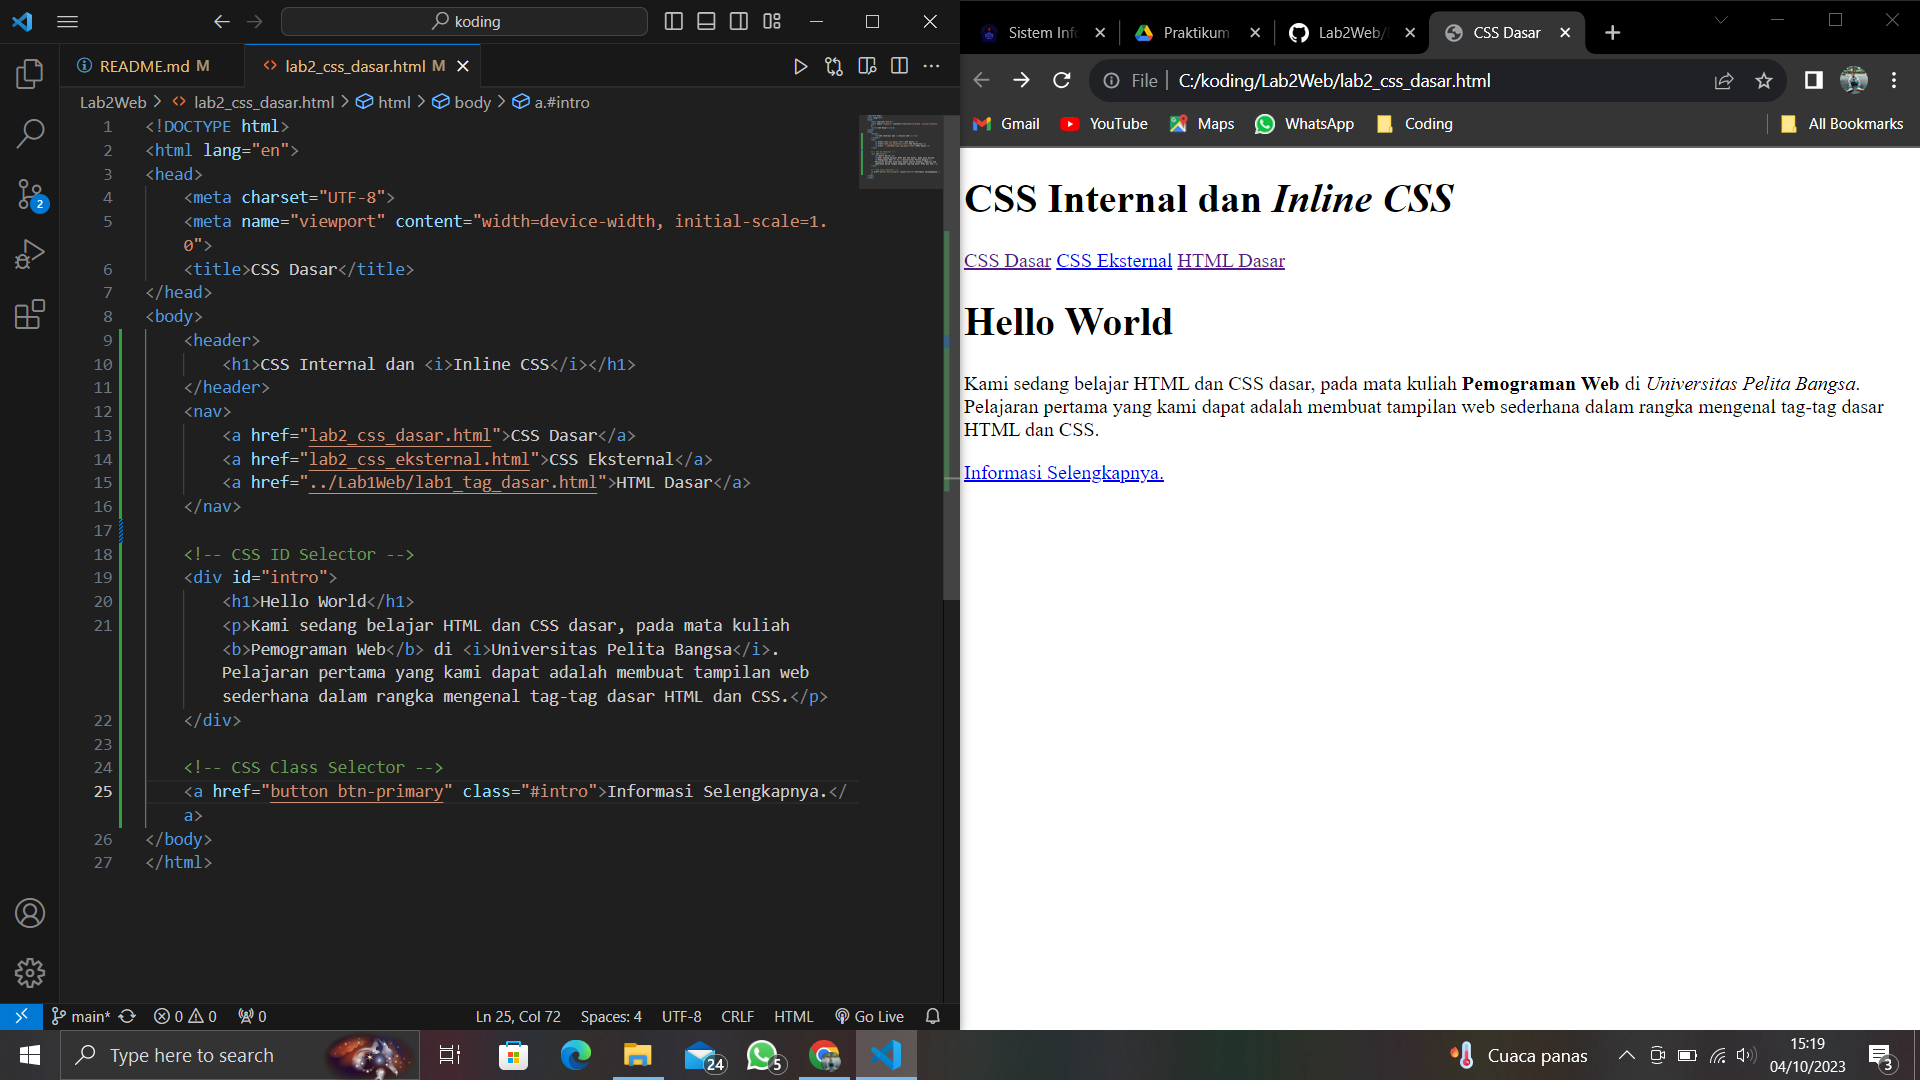 koding
README.md M
lab2_css_dasar.html M
Lab2Web > lab2_css_dasar.html > html > body > a.#intro
1 <!DOCTYPE html>
2 <html lang="en">
3 <head>
4 <meta charset="UTF-8">
5 <meta name="viewport" content="width=device-width, initial-scale=1.
0">
6 <title>CSS Dasar</title>
7 </head>
8 <body>
9 <header>
10 <h1>CSS Internal dan <i>Inline CSS</i></h1>
11 </header>
12 <nav>
13 <a href="lab2_css_dasar.html">CSS Dasar</a>
14 <a href="lab2_css_eksternal.html">CSS Eksternal</a>
15 <a href="../Lab1Web/lab1_tag_dasar.html">HTML Dasar</a>
16 </nav>
17
18 <!-- CSS ID Selector -->
19 <div id="intro">
20 <h1>Hello World</h1>
21 <p>Kami sedang belajar HTML dan CSS dasar, pada mata kuliah
<b>Pemograman Web</b> di <i>Universitas Pelita Bangsa</i>.
Pelajaran pertama yang kami dapat adalah membuat tampilan web
sederhana dalam rangka mengenal tag-tag dasar HTML dan CSS.</p>
22 </div>
23
24 <!-- CSS Class Selector -->
25 <a href="button btn-primary" class="#intro">Informasi Selengkapnya.</
a>
26 </body>
27 </html>
2
main* 0 0 0 Ln 25, Col 72 Spaces: 4 UTF-8 CRLF HTML Go Live
Sistem Inf
Praktikum
Lab2Web/
CSS Dasar
File C:/koding/Lab2Web/lab2_css_dasar.html
Gmail YouTube Maps WhatsApp Coding All Bookmarks
CSS Internal dan Inline CSS
CSS Dasar CSS Eksternal HTML Dasar
Hello World
Kami sedang belajar HTML dan CSS dasar, pada mata kuliah Pemograman Web di Universitas Pelita Bangsa.
Pelajaran pertama yang kami dapat adalah membuat tampilan web sederhana dalam rangka mengenal tag-tag dasar
HTML dan CSS.
Informasi Selengkapnya.
Type here to search
24
5
Cuaca panas
15:19
04/10/2023
3